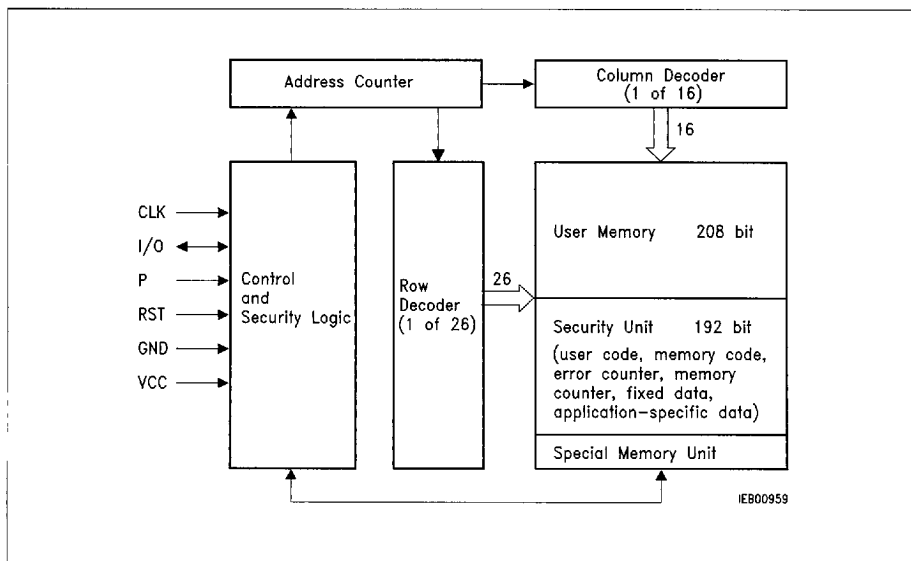 Address Counter
Column Decoder
(1 of 16)
16
CLK
I/O
P
RST
GND
VCC
Control
and
Security Logic
Row
Decoder
(1 of 26)
26
User Memory 208 bit
Security Unit 192 bit
(user code, memory code,
error counter, memory
counter, fixed data,
application-specific data)
Special Memory Unit
IEB00959